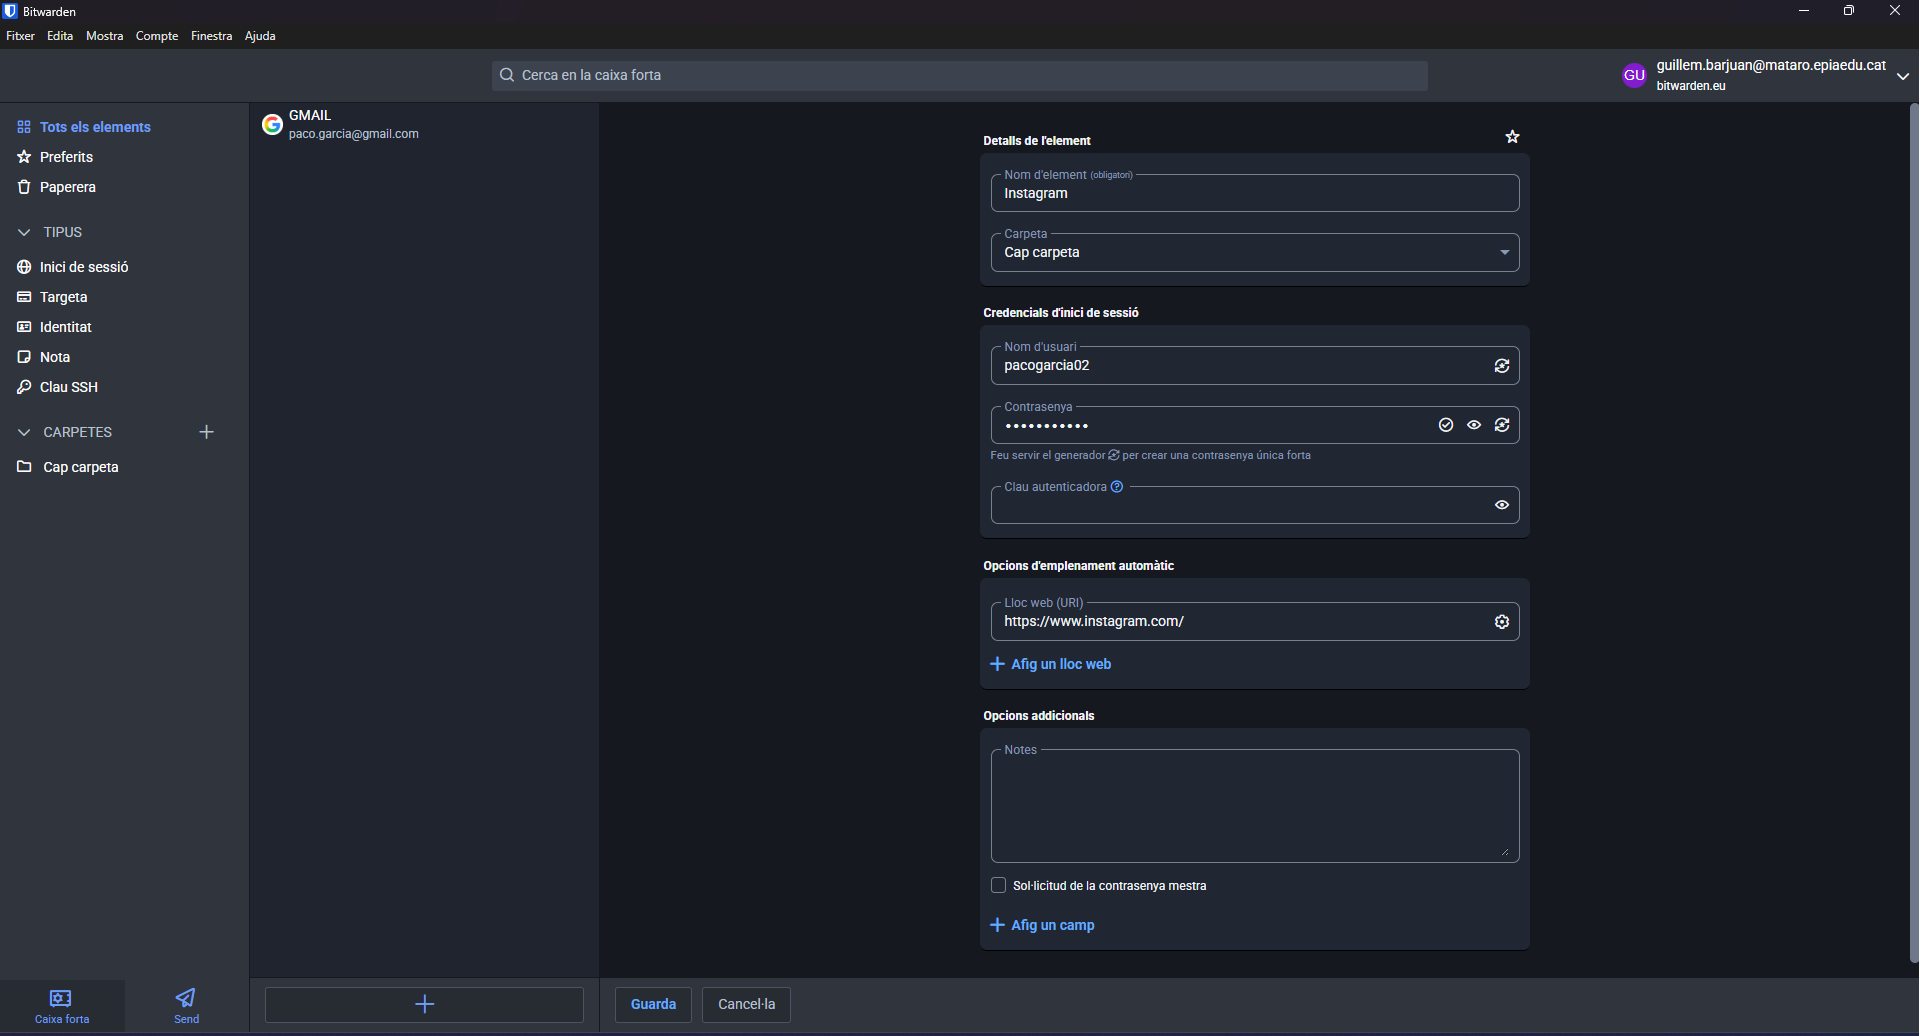 Bitwarden
Fitxer Edita Mostra Compte Finestra Ajuda
Cerca en la caixa forta
GU
guillem.barjuan@mataro.epiaedu.cat
bitwarden.eu
Tots els elements
Preferits
Paperera
TIPUS
Inici de sessió
Targeta
Identitat
Nota
Clau SSH
CARPETES
Cap carpeta
GMAIL
paco.garcia@gmail.com
Detalls de l'element
Nom d'element (obligatori)
Instagram
Carpeta
Cap carpeta
Credencials d'inici de sessió
Nom d'usuari
pacogarcia02
Contrasenya
•••••••••••
Feu servir el generador per crear una contrasenya única forta
Clau autenticadora
Opcions d'emplenament automàtic
Lloc web (URI)
https://www.instagram.com/
Afig un lloc web
Opcions addicionals
Notes
Sol·licitud de la contrasenya mestra
Afig un camp
Caixa forta
Send
Guarda
Cancel·la